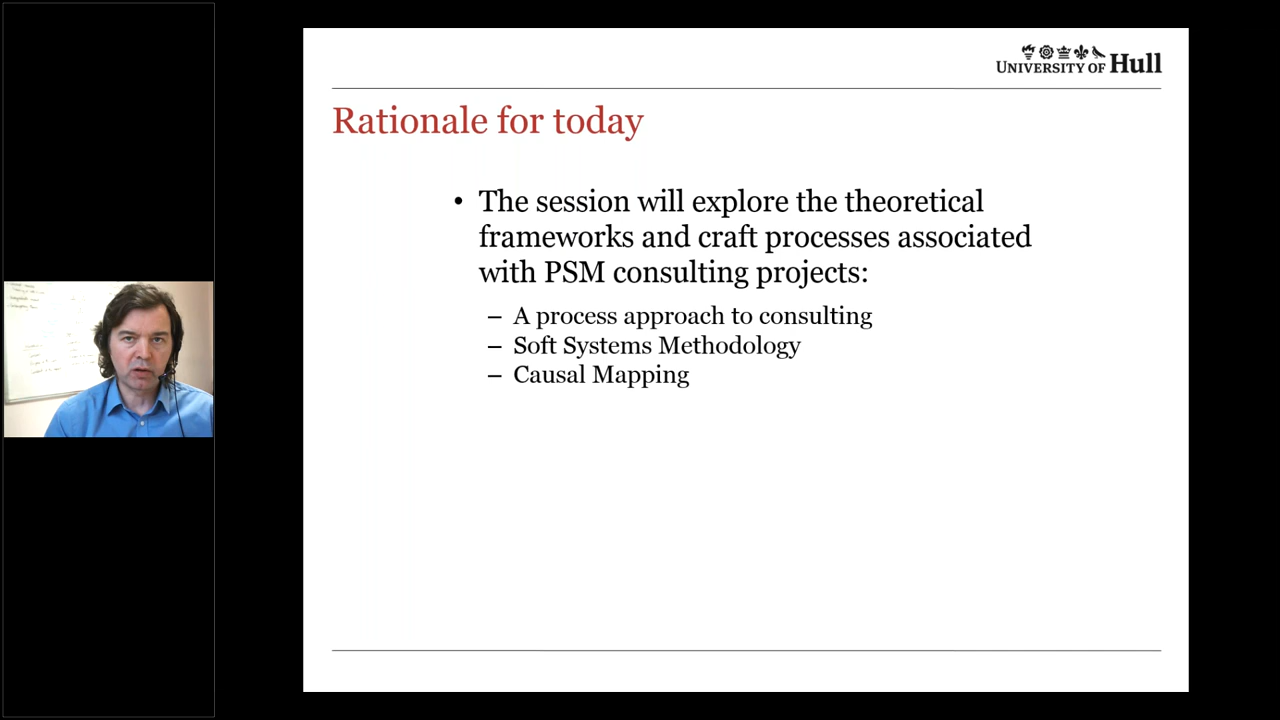 UNIVERSITY OF Hull
Rationale for today
• The session will explore the theoretical
frameworks and craft processes associated
with PSM consulting projects:
– A process approach to consulting
– Soft Systems Methodology
– Causal Mapping